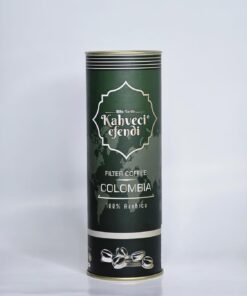 Kahveci
efendi
FILTER COFFEE
COLOMBIA
100% Arabica